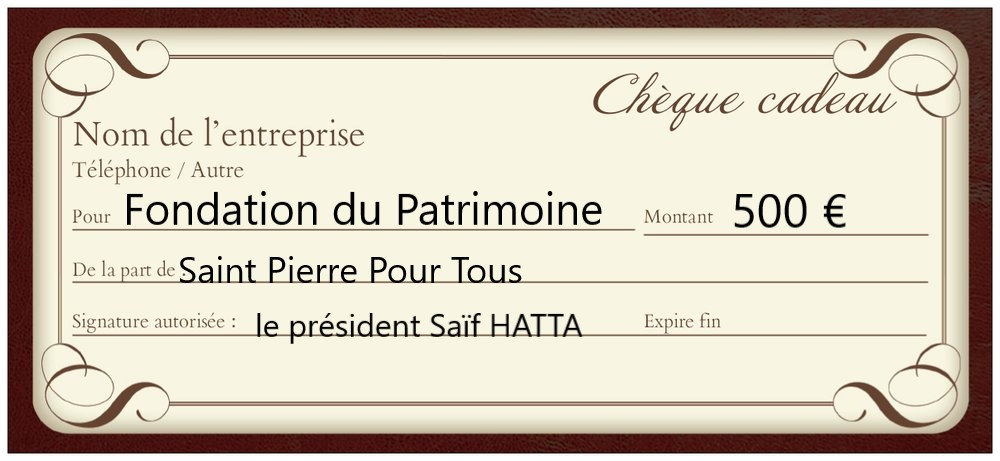 Chèque cadeau
Nom de l’entreprise
Téléphone / Autre
Pour Fondation du Patrimoine Montant 500 €
De la part de : Saint Pierre Pour Tous
Signature autorisée : le président Saïf HATTA Expire fin